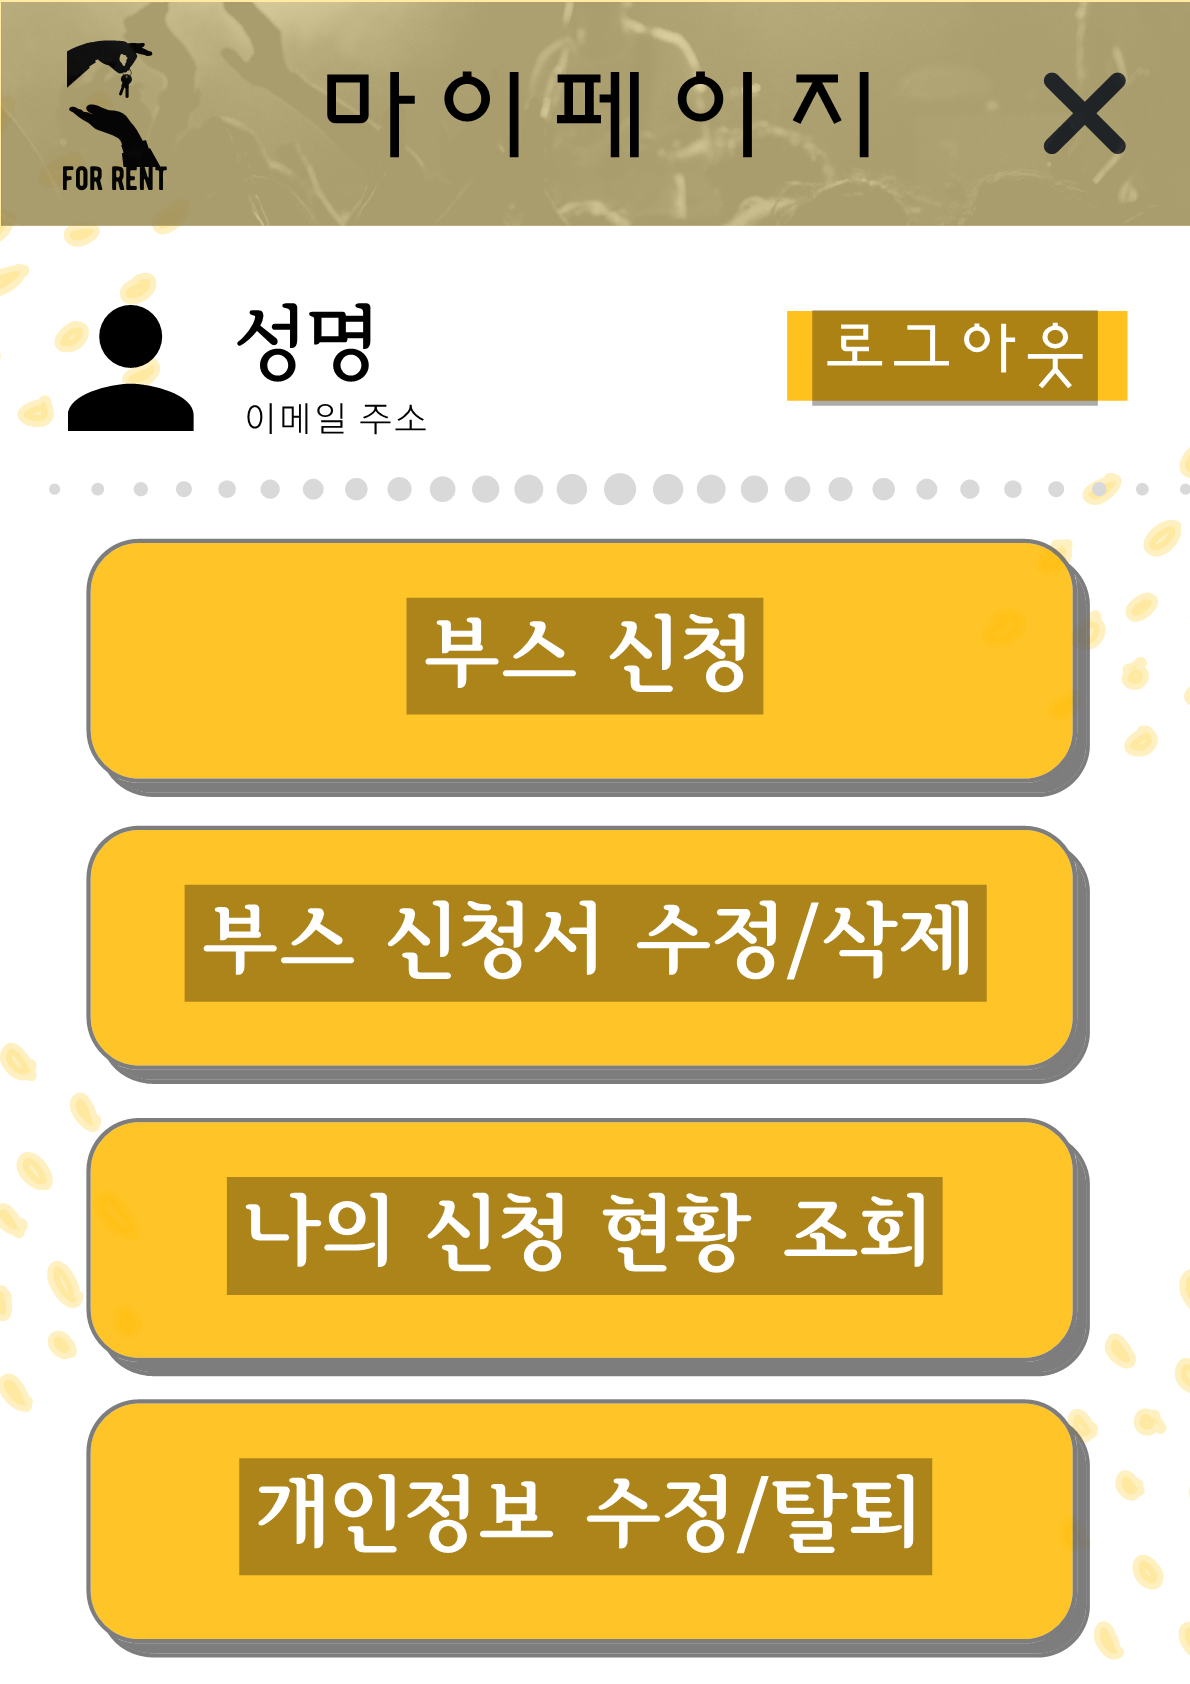 FOR RENT
마이페이지
성명
이메일 주소
로그아웃
부스 신청
부스 신청서 수정/삭제
나의 신청 현황 조회
개인정보 수정/탈퇴